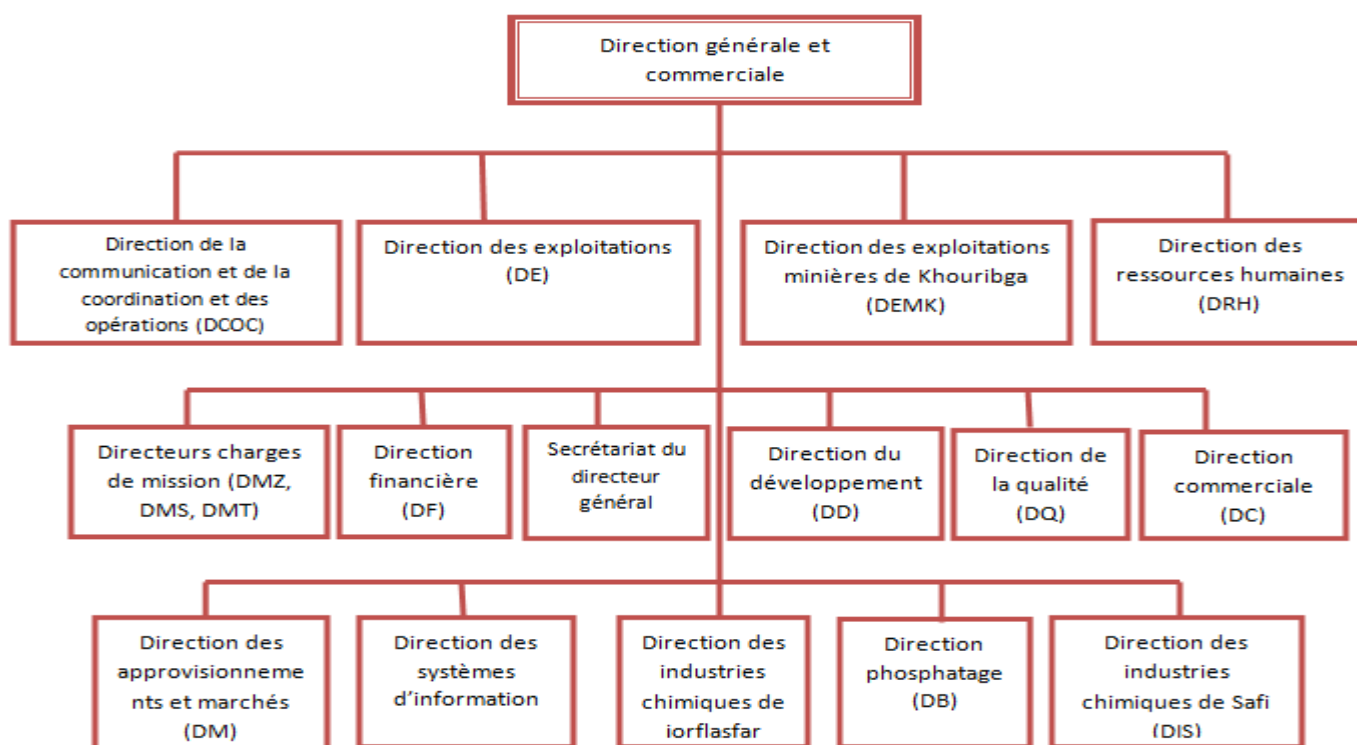 Direction générale et
commerciale
Direction de la
communication et de la
coordination et des
opérations (DCOC)
Direction des exploitations
(DE)
Direction des exploitations
minières de Khouribga
(DEMK)
Direction des
ressources humaines
(DRH)
Directeurs charges
de mission (DMZ,
DMS, DMT)
Direction
financière
(DF)
Secrétariat du
directeur
général
Direction du
développement
(DD)
Direction de
la qualité
(DQ)
Direction
commerciale
(DC)
Direction des
approvisionneme
nts et marchés
(DM)
Direction des
systèmes
d’information
Direction des
industries
chimiques de
iorflasfar
Direction
phosphatage
(DB)
Direction des
industries
chimiques de Safi
(DIS)